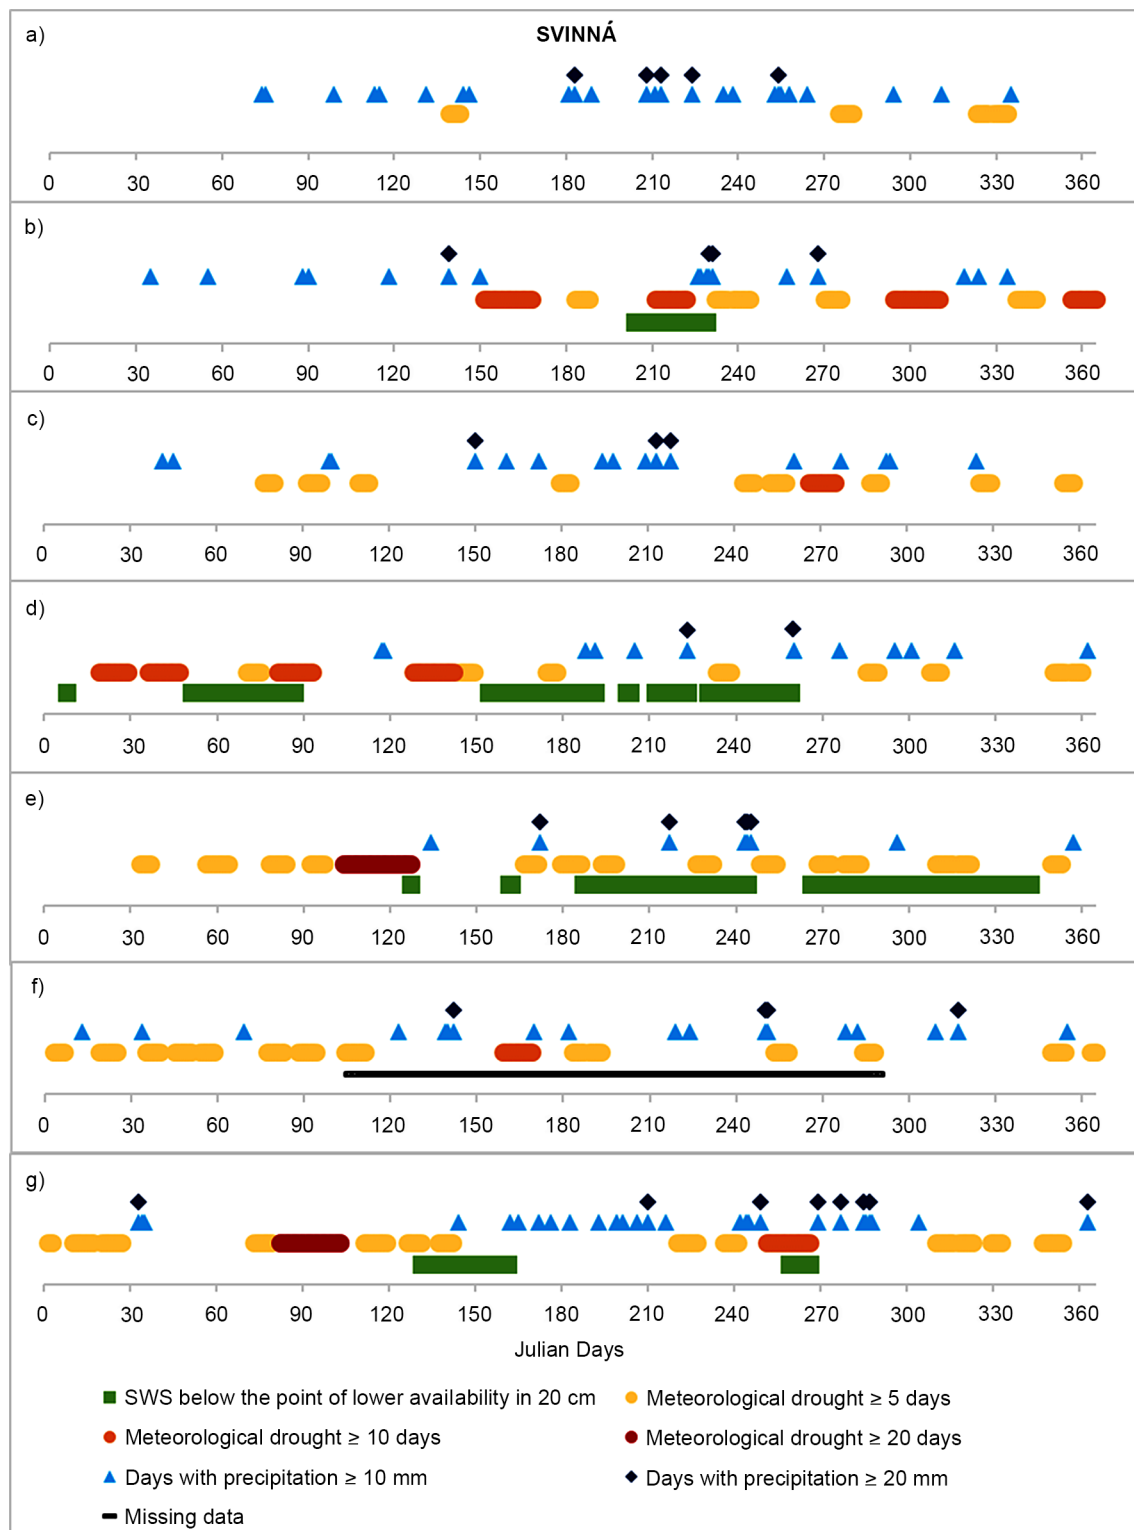 a)
SVINNÁ
0 30 60 90 120 150 180 210 240 270 300 330 360
b)
0 30 60 90 120 150 180 210 240 270 300 330 360
c)
0 30 60 90 120 150 180 210 240 270 300 330 360
d)
0 30 60 90 120 150 180 210 240 270 300 330 360
e)
0 30 60 90 120 150 180 210 240 270 300 330 360
f)
0 30 60 90 120 150 180 210 240 270 300 330 360
g)
0 30 60 90 120 150 180 210 240 270 300 330 360
Julian Days
SWS below the point of lower availability in 20 cm
Meteorological drought ≥ 5 days
Meteorological drought ≥ 10 days
Meteorological drought ≥ 20 days
Days with precipitation ≥ 10 mm
Days with precipitation ≥ 20 mm
Missing data